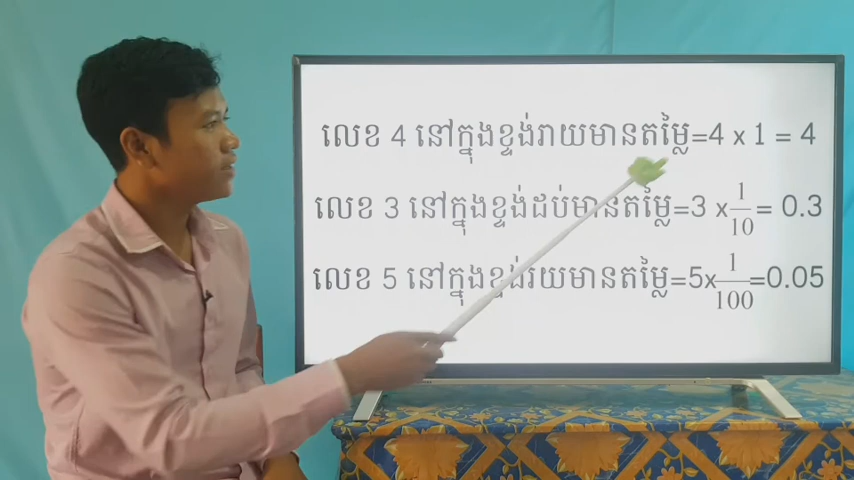 លេខ 4 នៅក្នុងខ្ទង់រាយមានតម្លៃ=4 x 1 = 4
លេខ 3 នៅក្នុងខ្ទង់ដប់មានតម្លៃ=3 x 1/10 = 0.3
លេខ 5 នៅក្នុងខ្ទង់រយមានតម្លៃ=5x 1/100 =0.05